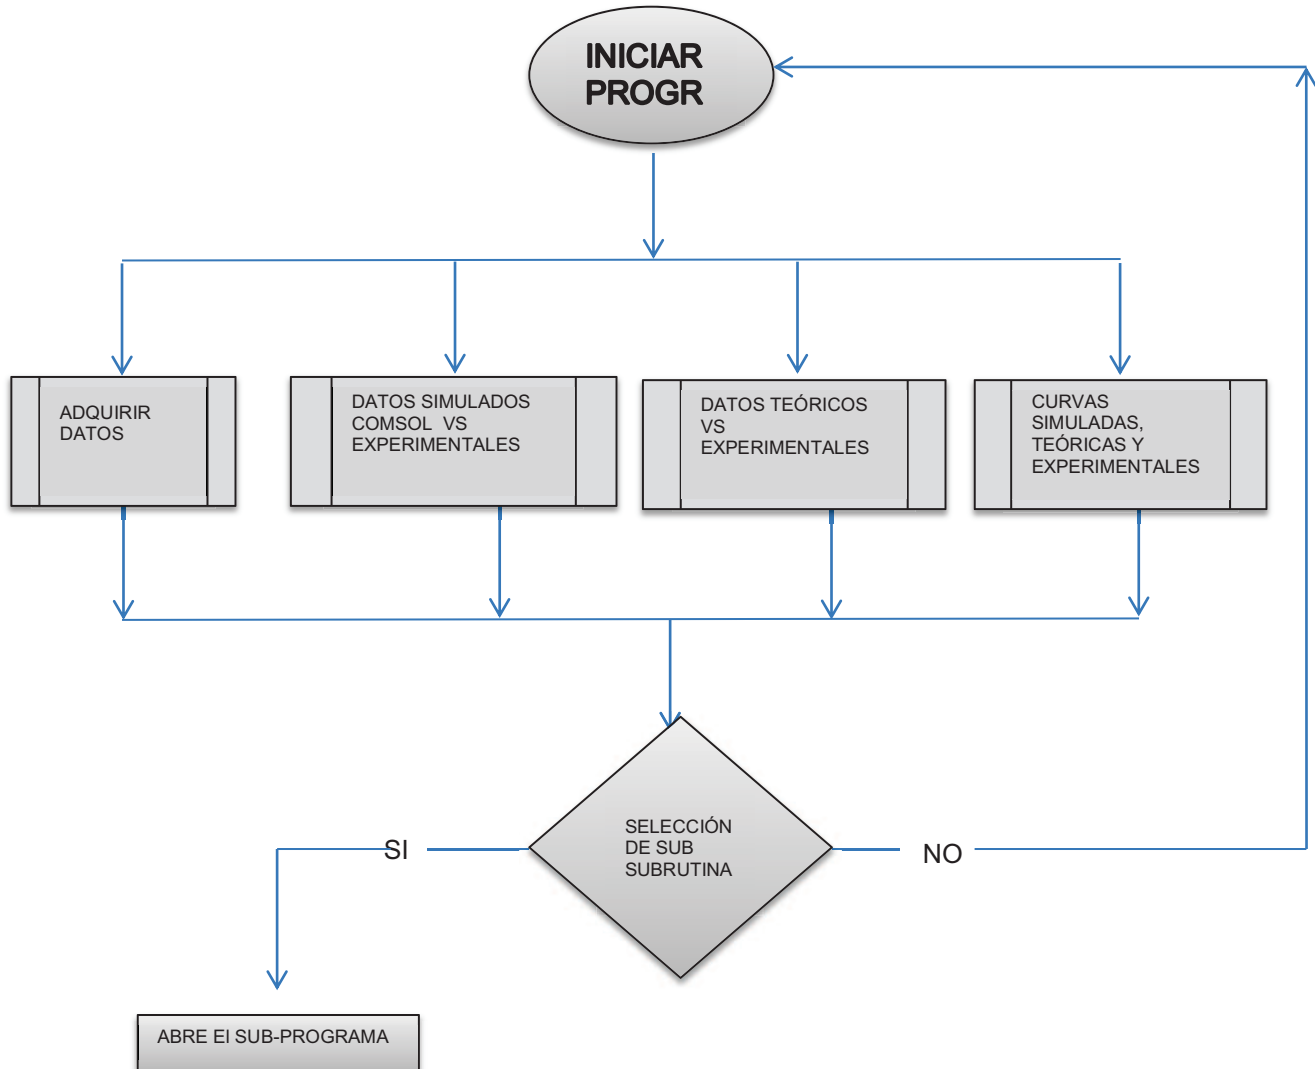 INICIAR
PROGR
ADQUIRIR
DATOS
DATOS SIMULADOS
COMSOL VS
EXPERIMENTALES
DATOS TEÓRICOS
VS
EXPERIMENTALES
CURVAS
SIMULADAS,
TEÓRICAS Y
EXPERIMENTALES
SELECCIÓN
DE SUB
SUBRUTINA
SI
NO
ABRE El SUB-PROGRAMA